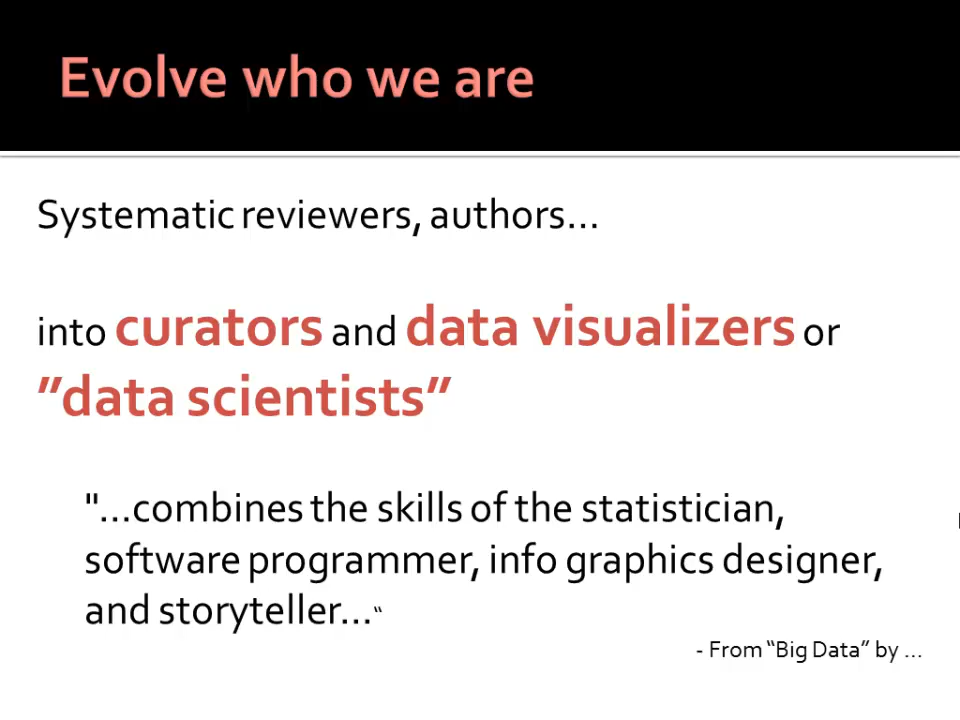 Evolve who we are
Systematic reviewers, authors...
into curators and data visualizers or
”data scientists”
"...combines the skills of the statistician,
software programmer, info graphics designer,
and storyteller...“
- From “Big Data” by ...